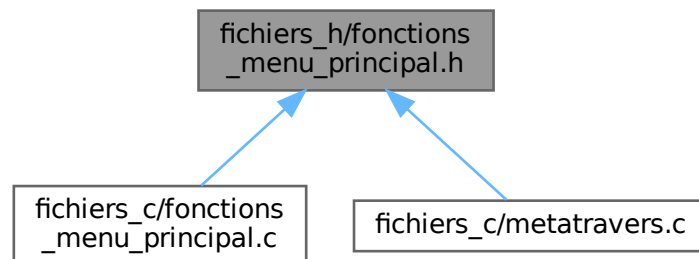 fichiers_h/fonctions
_menu_principal.h
fichiers_c/fonctions
_menu_principal.c
fichiers_c/metatravers.c